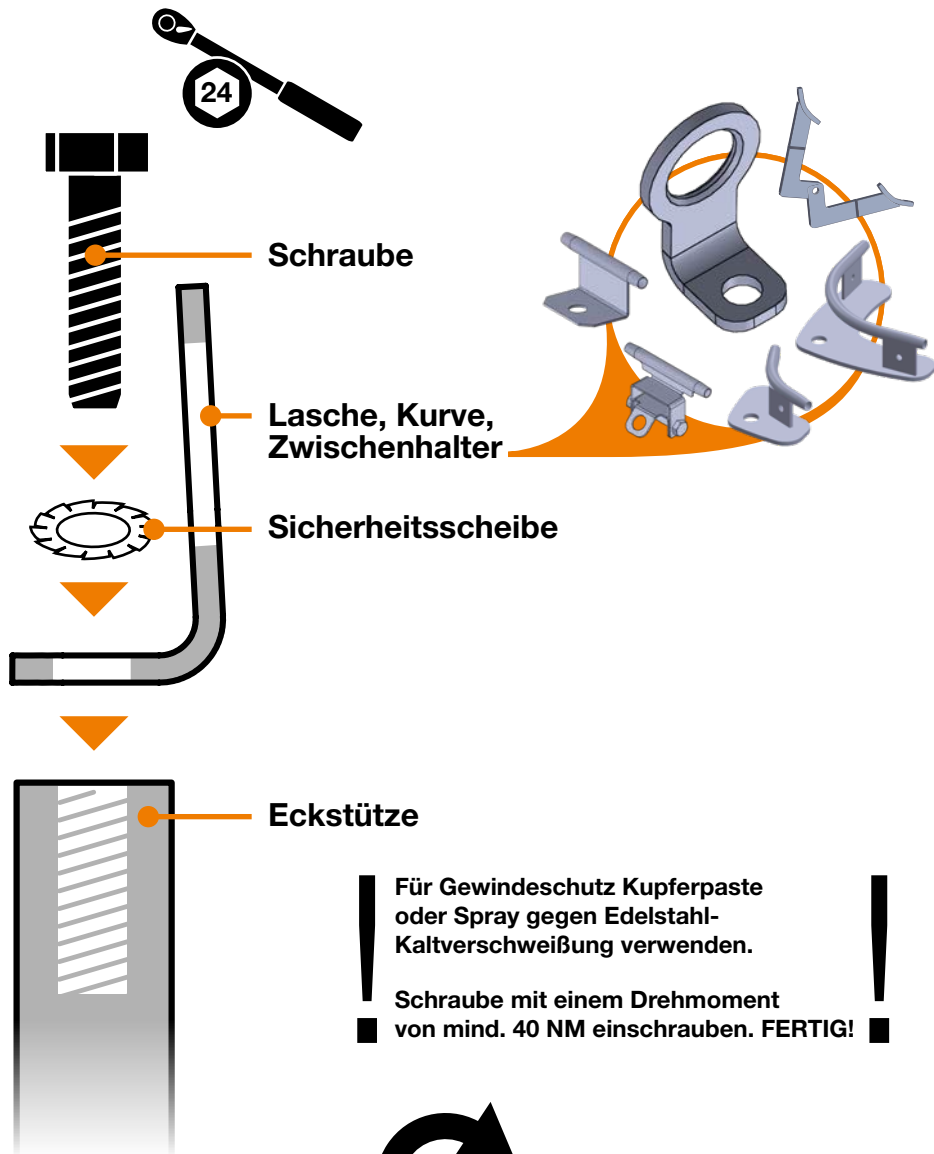 24
Schraube
Lasche, Kurve,
Zwischenhalter
Sicherheitsscheibe
Eckstütze
Für Gewindeschutz Kupferpaste
oder Spray gegen Edelstahl-
Kaltverschweißung verwenden.
Schraube mit einem Drehmoment
von mind. 40 NM einschrauben. FERTIG!